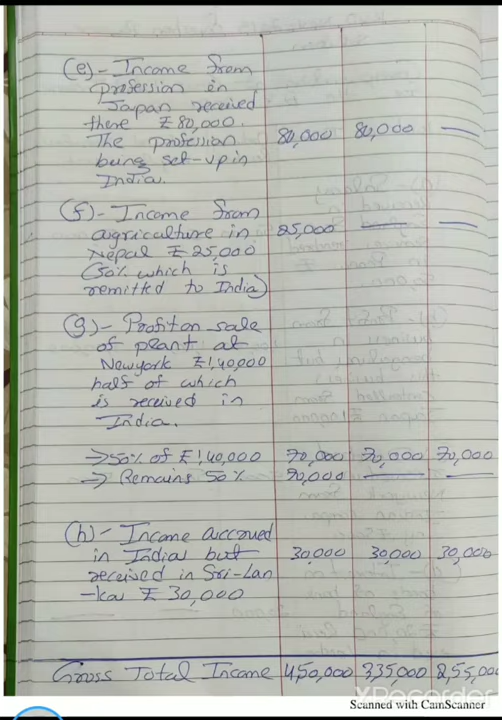 (e)- Income from
profession in
Japan received
there ₹80,000.
The profession 80,000 80,000 —
being set-up in
India.
(f)- Income from
agriculture in 25,000 — —
Nepal ₹25,000
(50% which is
remitted to India)
(g)- Profit on sale
of plant at
Newyork ₹1,40,000
half of which
is received in
India.
→ 50% of ₹1,40,000 70,000 70,000 70,000
→ Remains 50% 70,000 — —
(h)- Income accrued
in India but 30,000 30,000 30,000
received in Sri-Lan
-ka ₹30,000
Gross Total Income 4,50,000 3,35,000 2,55,000
XRecorder
Scanned with CamScanner